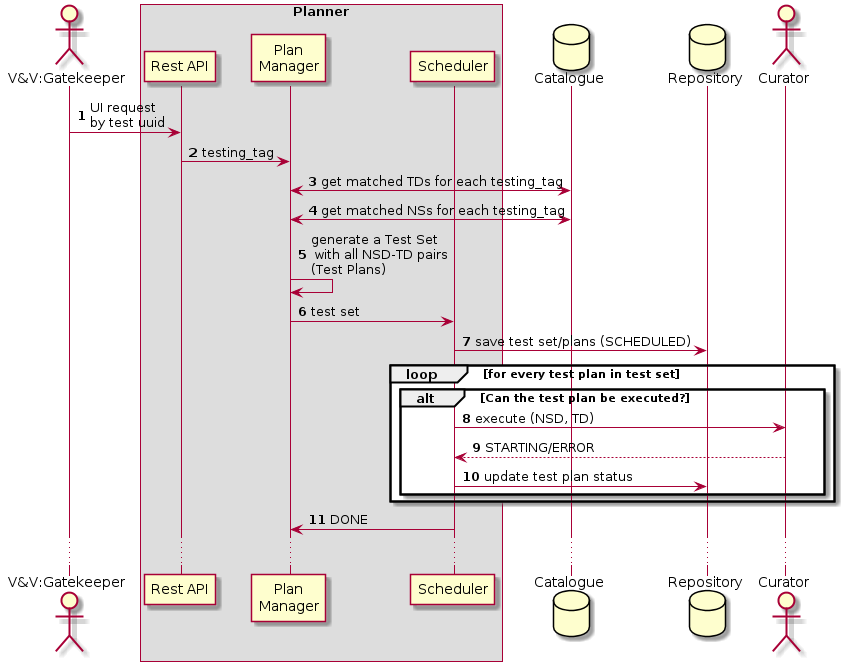 Planner
V&V:Gatekeeper
Rest API
Plan
Manager
Scheduler
Catalogue
Repository
Curator
1 UI request
by test uuid
2 testing_tag
3 get matched TDs for each testing_tag
4 get matched NSs for each testing_tag
generate a Test Set
5 with all NSD-TD pairs
(Test Plans)
6 test set
7 save test set/plans (SCHEDULED)
loop [for every test plan in test set]
alt [Can the test plan be executed?]
8 execute (NSD, TD)
9 STARTING/ERROR
10 update test plan status
11 DONE
V&V:Gatekeeper
Rest API
Plan
Manager
Scheduler
Catalogue
Repository
Curator